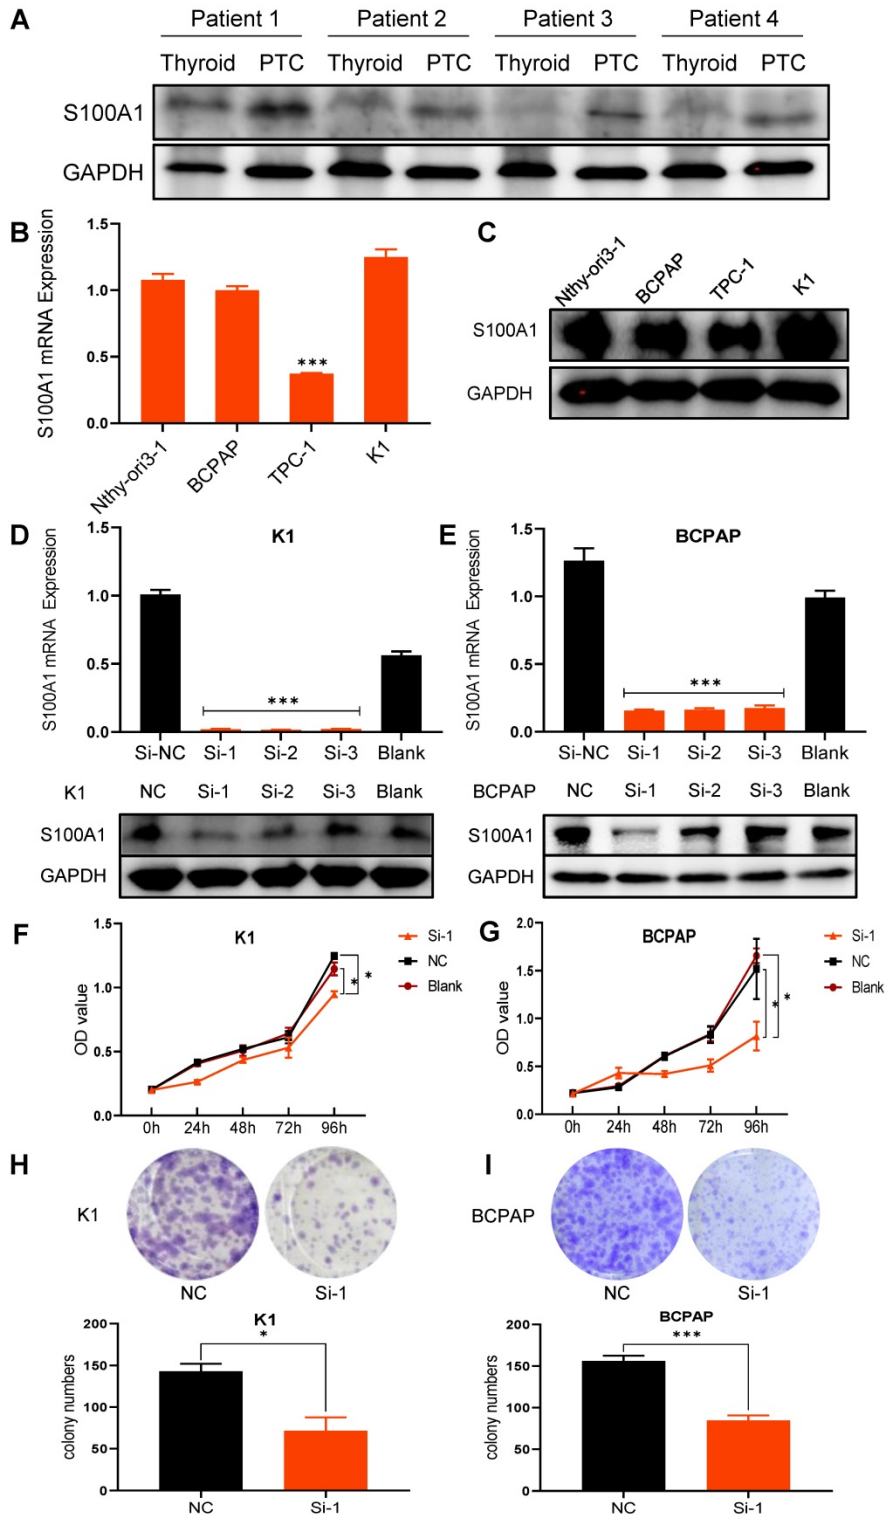 A
Patient 1 Patient 2 Patient 3 Patient 4
Thyroid PTC Thyroid PTC Thyroid PTC Thyroid PTC
S100A1
GAPDH
B
S100A1 mRNA Expression
1.5
1.0
0.5
0.0
***
Nthy-ori3-1 BCPAP TPC-1 K1
C
Nthy-ori3-1 BCPAP TPC-1 K1
S100A1
GAPDH
D
K1
S100A1 mRNA Expression
1.5
1.0
0.5
0.0
***
Si-NC Si-1 Si-2 Si-3 Blank
K1 NC Si-1 Si-2 Si-3 Blank
S100A1
GAPDH
E
BCPAP
S100A1 mRNA Expression
1.5
1.0
0.5
0.0
***
Si-NC Si-1 Si-2 Si-3 Blank
BCPAP NC Si-1 Si-2 Si-3 Blank
S100A1
GAPDH
F
K1
OD value
1.5
1.0
0.5
0.0
0h 24h 48h 72h 96h
* *
Si-1
NC
Blank
G
BCPAP
OD value
2.0
1.5
1.0
0.5
0.0
0h 24h 48h 72h 96h
* *
Si-1
NC
Blank
H
K1
NC Si-1
K1
*
colony numbers
200
150
100
50
0
NC Si-1
I
BCPAP
NC Si-1
BCPAP
***
colony numbers
200
150
100
50
0
NC Si-1